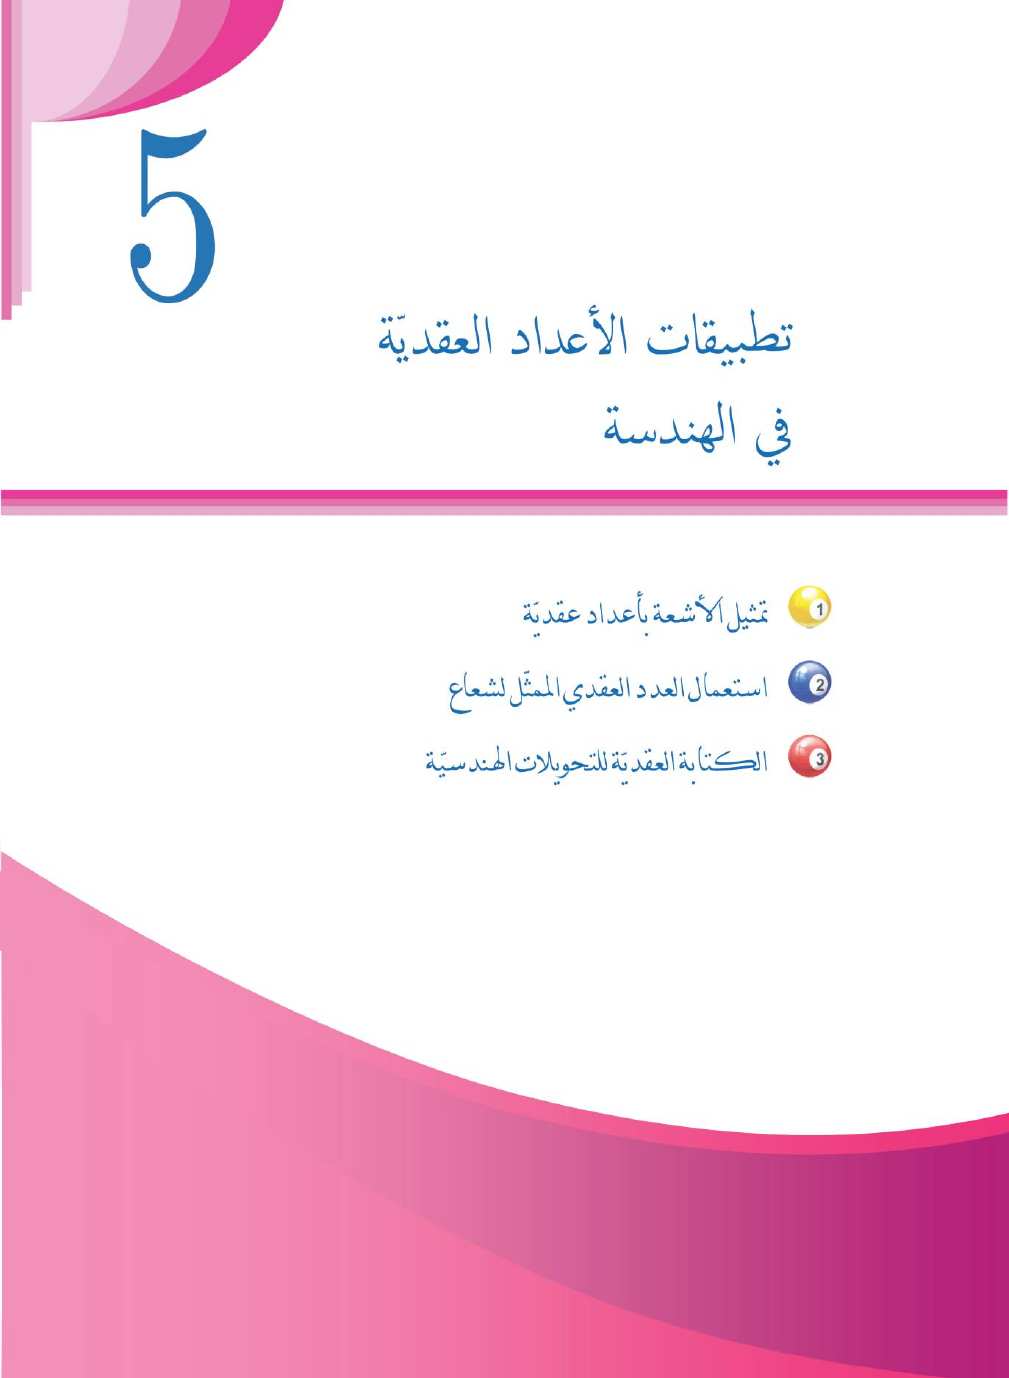 5
تطبيقات الأعداد العقديّة
في الهندسة
1 تمثيل الأشعة بأعداد عقديّة
2 استعمال العدد العقدي الممثّل لشعاع
3 الكتابة العقديّة للتحويلات الهندسيّة